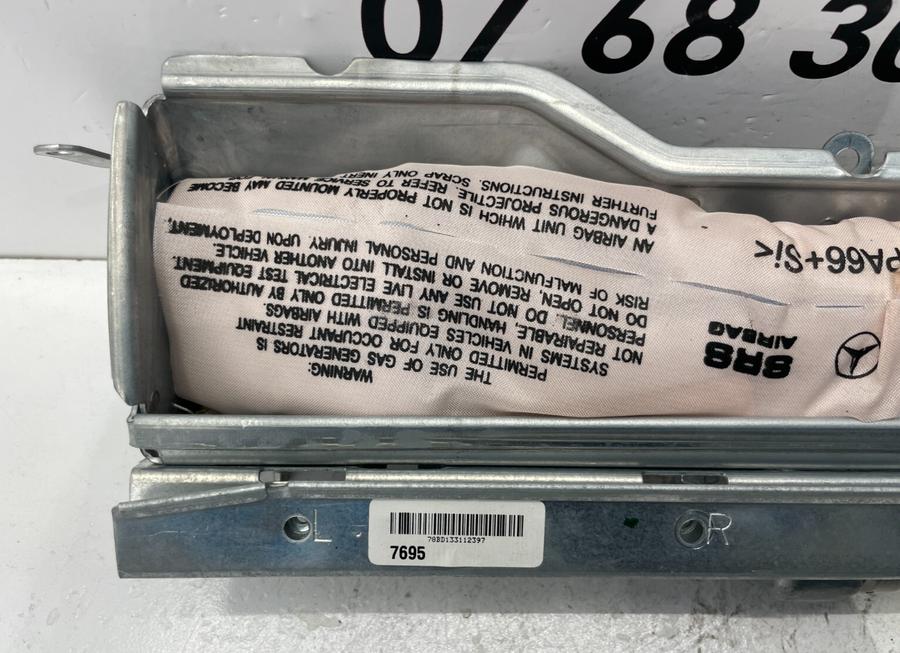 68
AIRBAG
SRS
PA66+Si<
WARNING:
THE USE OF GAS GENERATORS IS
PERMITTED ONLY FOR OCCUPANT RESTRAINT
SYSTEMS IN VEHICLES EQUIPPED WITH AIRBAGS.
NOT REPAIRABLE, HANDLING IS PERMITTED ONLY BY AUTHORIZED
PERSONNEL. DO NOT USE ANY LIVE ELECTRICAL TEST EQUIPMENT.
DO NOT OPEN, REMOVE OR INSTALL INTO ANOTHER VEHICLE.
RISK OF MALFUNCTION AND PERSONAL INJURY. UPON DEPLOYMENT,
AN AIRBAG UNIT WHICH IS NOT PROPERLY MOUNTED MAY BECOME
A DANGEROUS PROJECTILE. REFER TO SERVICE
FURTHER INSTRUCTIONS. SCRAP ONLY INERT
L
78BD133112397
7695
R